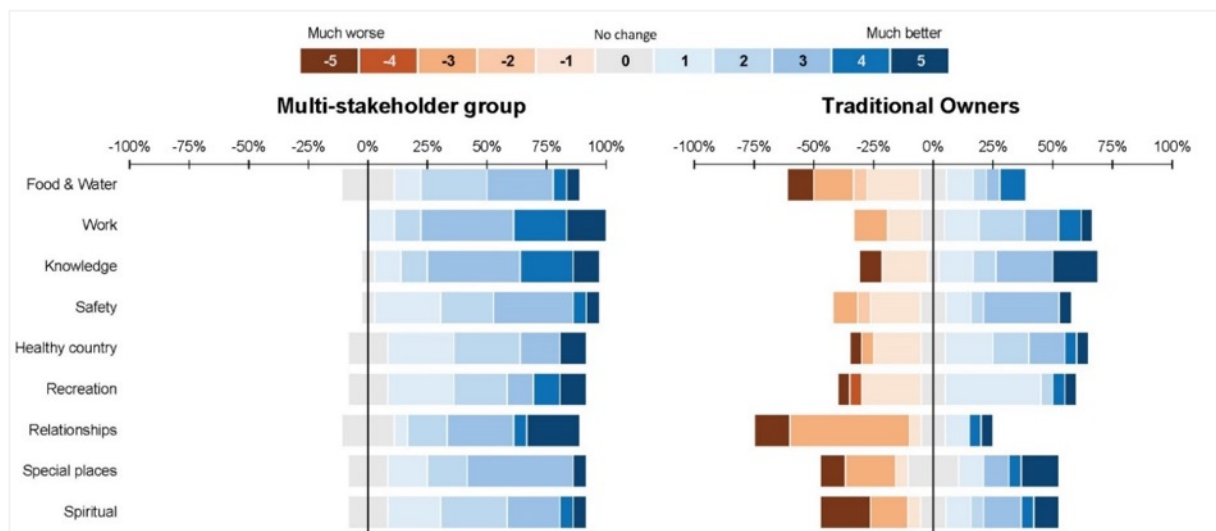 Much worse No change Much better
-5 -4 -3 -2 -1 0 1 2 3 4 5
Multi-stakeholder group Traditional Owners
-100% -75% -50% -25% -0% 25% 50% 75% 100% -100% -75% -50% -25% -0% 25% 50% 75% 100%
Food & Water
Work
Knowledge
Safety
Healthy country
Recreation
Relationships
Special places
Spiritual